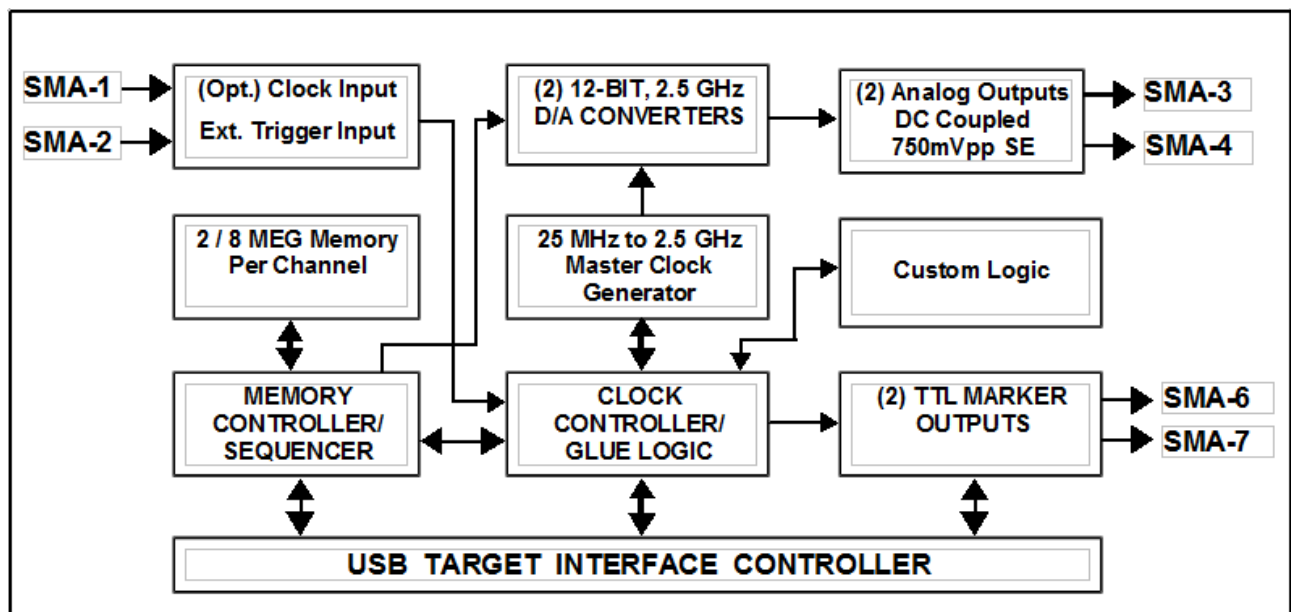 SMA-1
SMA-2
(Opt.) Clock Input
Ext. Trigger Input
(2) 12-BIT, 2.5 GHz
D/A CONVERTERS
(2) Analog Outputs
DC Coupled
750mVpp SE
SMA-3
SMA-4
2 / 8 MEG Memory
Per Channel
25 MHz to 2.5 GHz
Master Clock
Generator
Custom Logic
MEMORY
CONTROLLER/
SEQUENCER
CLOCK
CONTROLLER/
GLUE LOGIC
(2) TTL MARKER
OUTPUTS
SMA-6
SMA-7
USB TARGET INTERFACE CONTROLLER